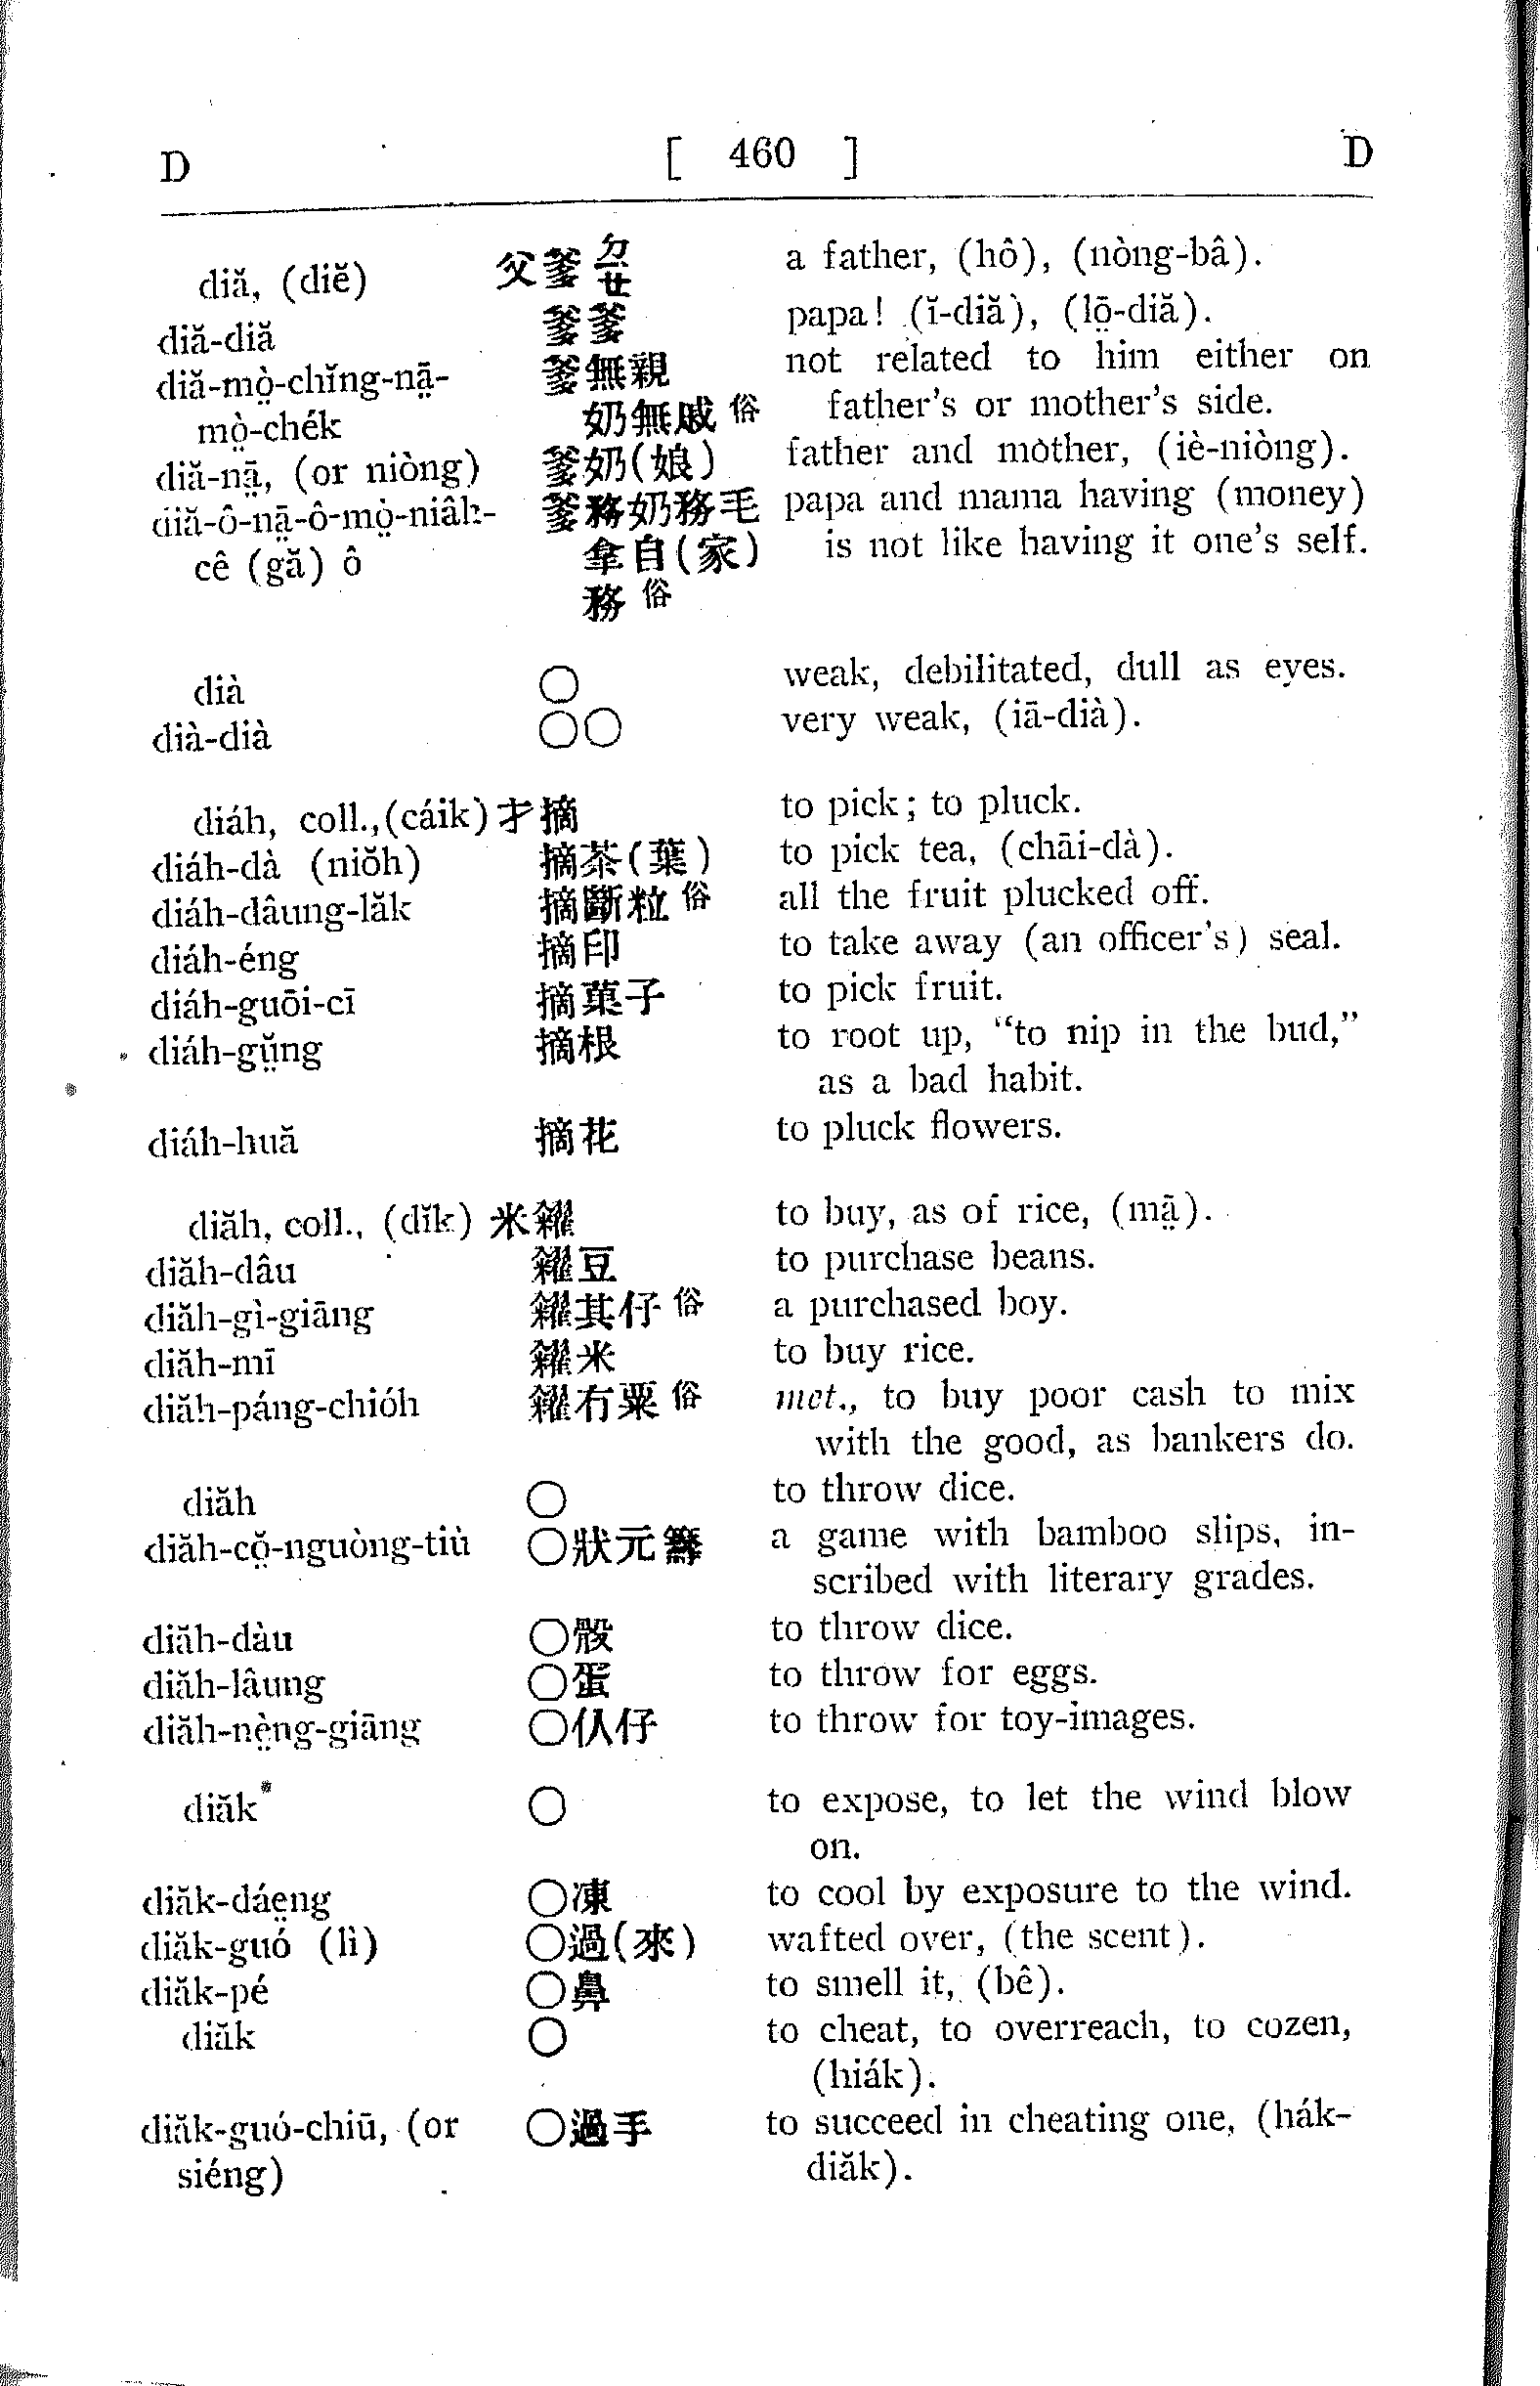 D [ 460 ] D
diă, (diĕ) 父爹ㄉㄧㄝ a father, (hô), (nòng-bâ).
diă-diă 爹爹 papa! (ĭ-diă), (lō̤-diă).
diă-mò̤-chĭng-nā̤- 爹無親 not related to him either on
mò̤-chék 奶無戚俗 father's or mother's side.
diă-nā̤, (or niòng) 爹奶(娘) father and mother, (iè-niòng).
diă-ô-nā̤-ô-mò̤-niâh- 爹務奶務毛 papa and mama having (money)
cê (gă) ô 拿自(家) is not like having it one's self.
務俗
dià ○ weak, debilitated, dull as eyes.
dià-dià ○○ very weak, (iā-dià).
diáh, coll.,(cáik) 才摘 to pick; to pluck.
diáh-dà (niŏh) 摘茶(葉) to pick tea, (chāi-dà).
diáh-dâung-lăk 摘斷粒俗 all the fruit plucked off.
diáh-éng 摘印 to take away (an officer's) seal.
diáh-guōi-cī 摘菓子 to pick fruit.
diáh-gṳ̆ng 摘根 to root up, “to nip in the bud,”
as a bad habit.
diáh-huă 摘花 to pluck flowers.
diăh, coll., (dĭk) 米糴 to buy, as of rice, (mā̤).
diăh-dâu 糴豆 to purchase beans.
diăh-gì-giāng 糴其仔俗 a purchased boy.
diăh-mī 糴米 to buy rice.
diăh-páng-chióh 糴冇粟俗 met., to buy poor cash to mix
with the good, as bankers do.
diăh ○ to throw dice.
diăh-cŏ̤-nguòng-tiù ○狀元籌 a game with bamboo slips, in-
scribed with literary grades.
diăh-dàu ○骰 to throw dice.
diăh-lâung ○蛋 to throw for eggs.
diăh-nè̤ng-giāng ○仈仔 to throw for toy-images.
diăk ○ to expose, to let the wind blow
on.
diăk-dáe̤ng ○凍 to cool by exposure to the wind.
diăk-guó (lì) ○過(來) wafted over, (the scent).
diăk-pé ○鼻 to smell it, (bê).
diăk ○ to cheat, to overreach, to cozen,
(hiák).
diăk-guó-chiū, (or ○過手 to succeed in cheating one, (hák-
siéng) diăk).